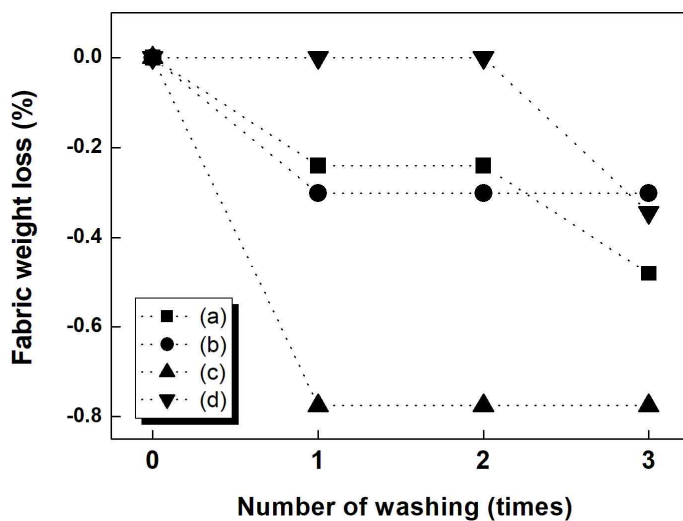 0.0
-0.2
-0.4
-0.6
-0.8
Fabric weight loss (%)
(a)
(b)
(c)
(d)
0 1 2 3
Number of washing (times)